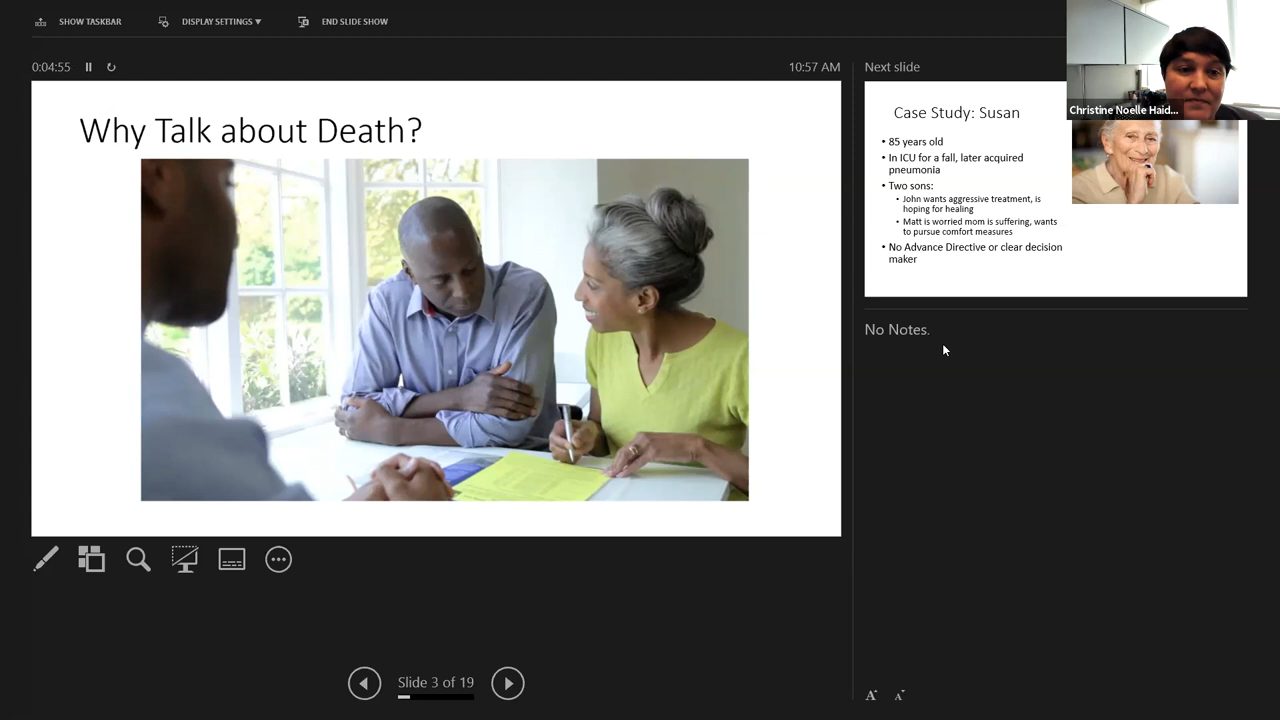 SHOW TASKBAR
DISPLAY SETTINGS ▾
END SLIDE SHOW
0:04:55
10:57 AM
Why Talk about Death?
Slide 3 of 19
Next slide
Christine Noelle Haid...
Case Study: Susan
• 85 years old
• In ICU for a fall, later acquired
pneumonia
• Two sons:
• John wants aggressive treatment, is
hoping for healing
• Matt is worried mom is suffering, wants
to pursue comfort measures
• No Advance Directive or clear decision
maker
No Notes.
A A